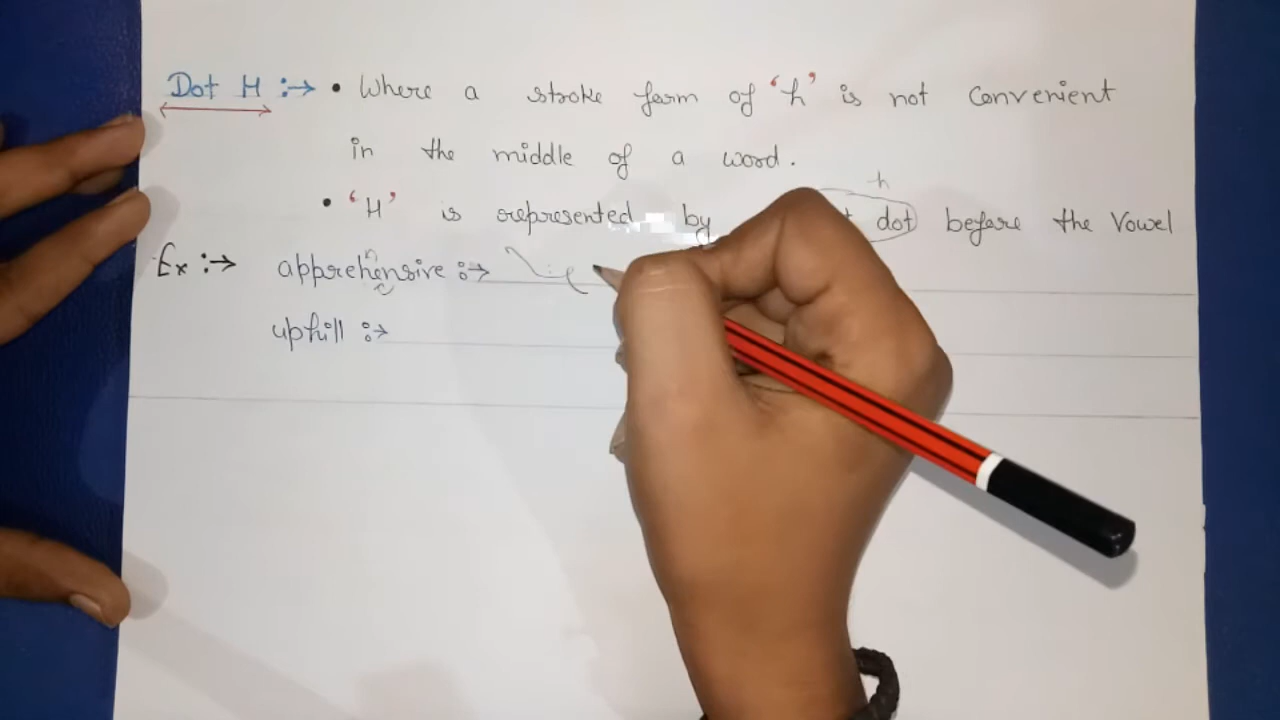 Dot H :→ • Where a stroke form of 'h' is not convenient
in the middle of a word.
• 'H' is represented by dot before the vowel
h
Ex :→ apprehensive :→
uphill :→